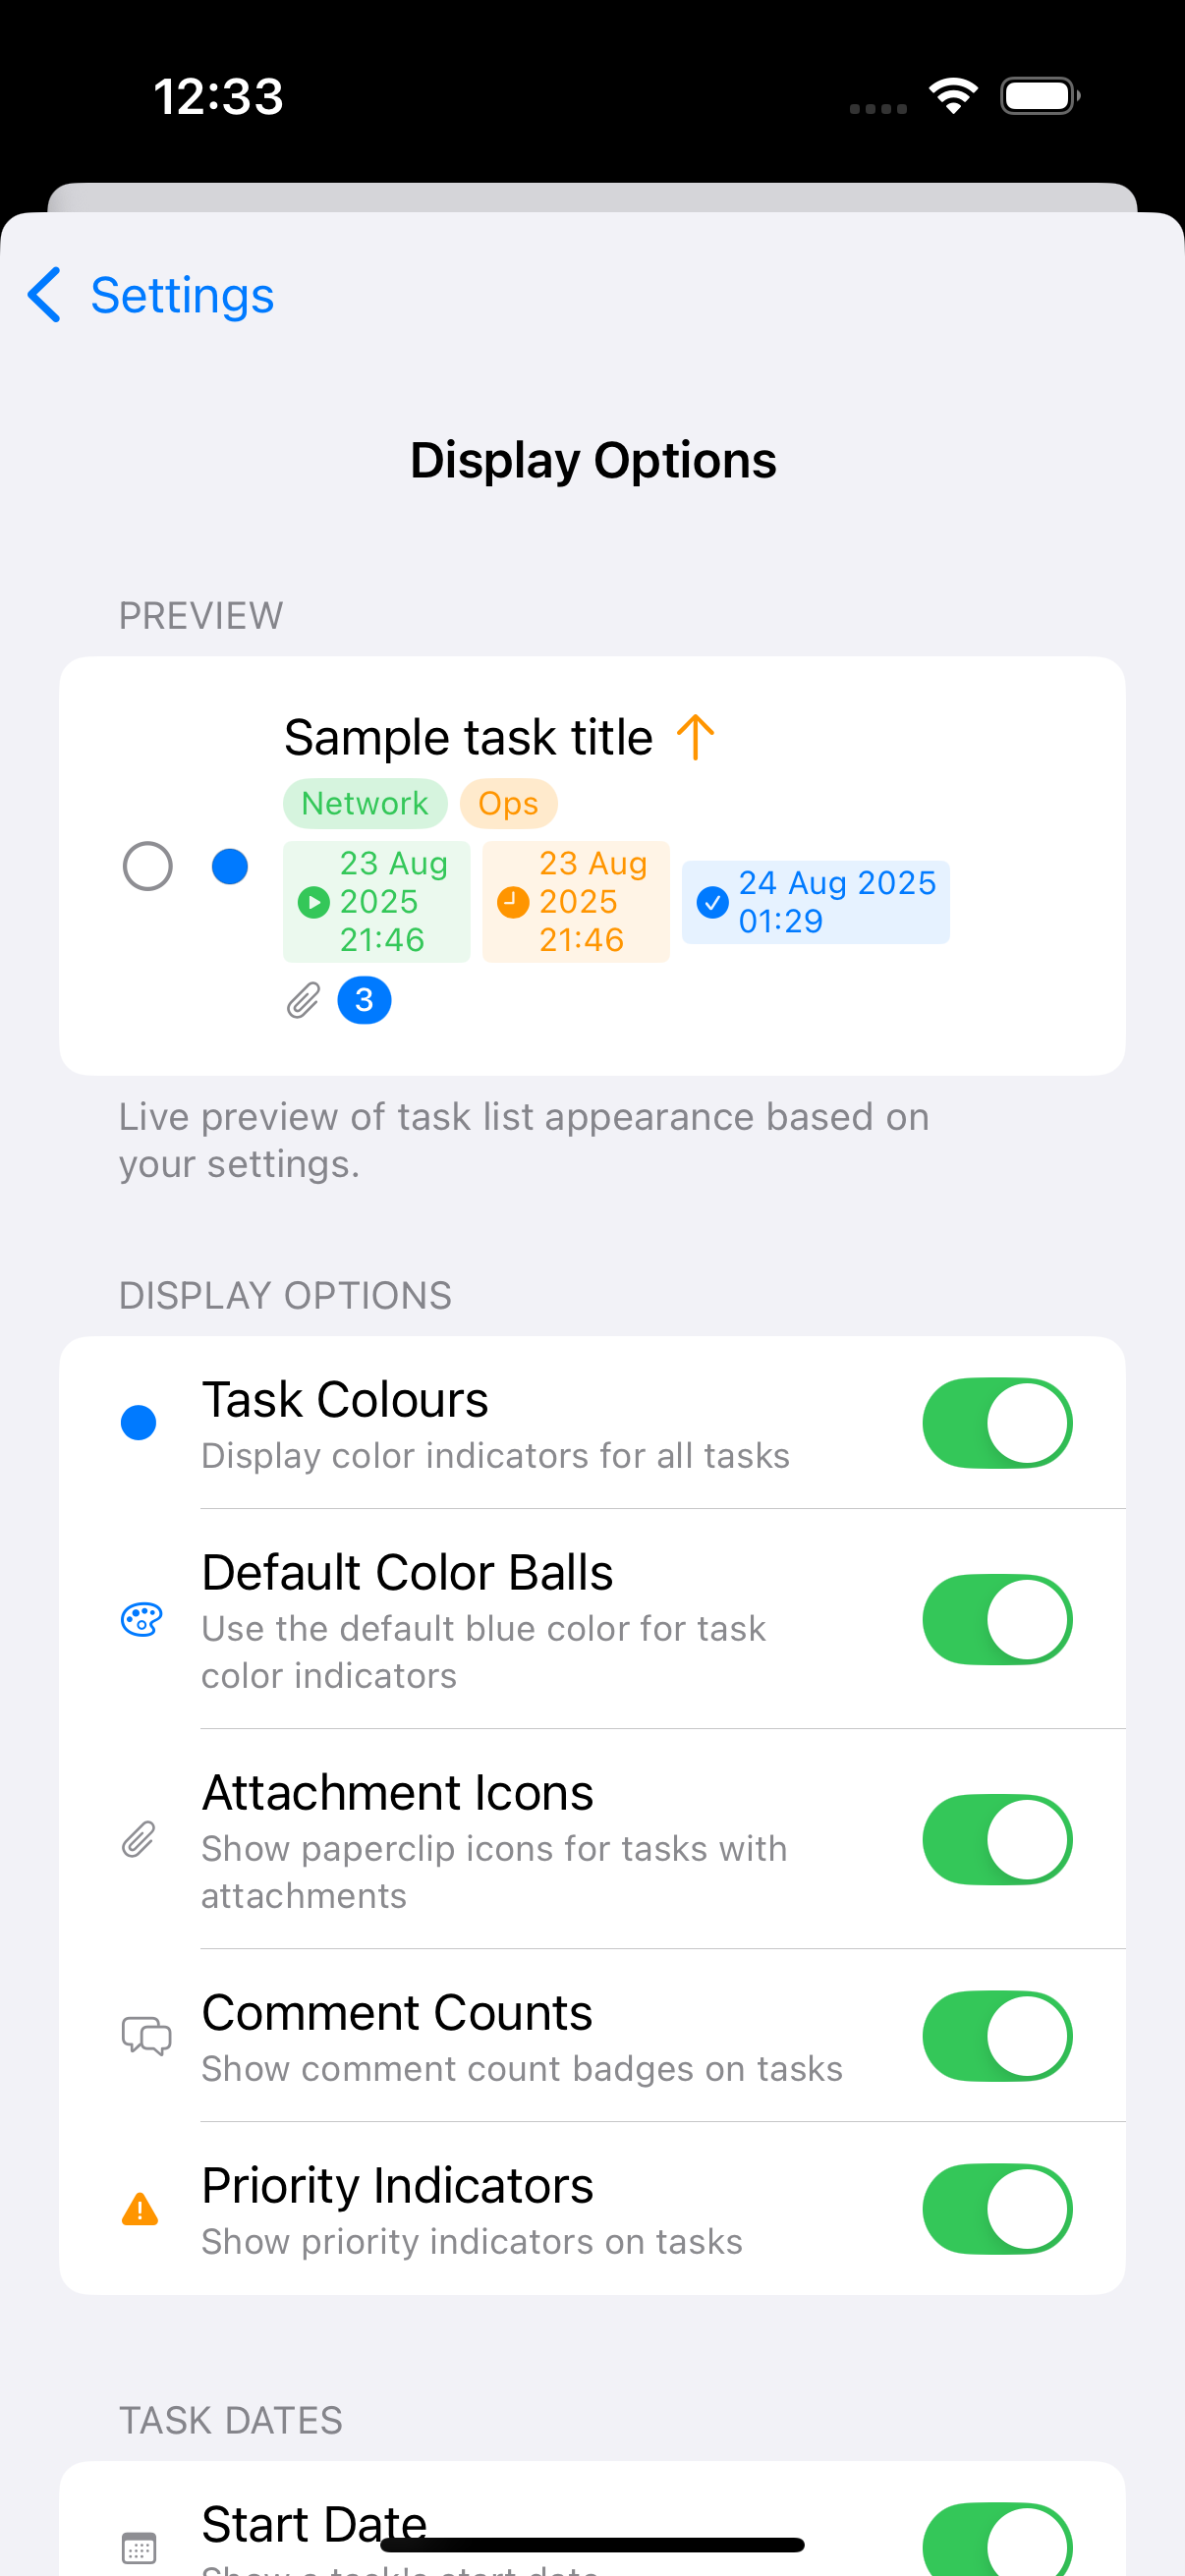 12:33
Settings
Display Options
PREVIEW
Sample task title
Network Ops
23 Aug
2025
21:46
23 Aug
2025
21:46
24 Aug 2025
01:29
3
Live preview of task list appearance based on
your settings.
DISPLAY OPTIONS
Task Colours
Display color indicators for all tasks
Default Color Balls
Use the default blue color for task
color indicators
Attachment Icons
Show paperclip icons for tasks with
attachments
Comment Counts
Show comment count badges on tasks
Priority Indicators
Show priority indicators on tasks
TASK DATES
Start Date
Show a task's start date